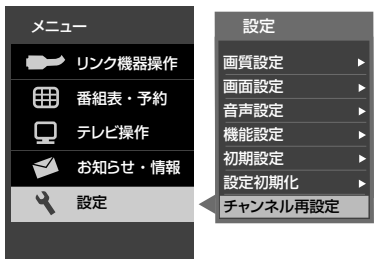 メニュー
リンク機器操作
番組表・予約
テレビ操作
お知らせ・情報
設定
設定
画質設定
画面設定
音声設定
機能設定
初期設定
設定初期化
チャンネル再設定